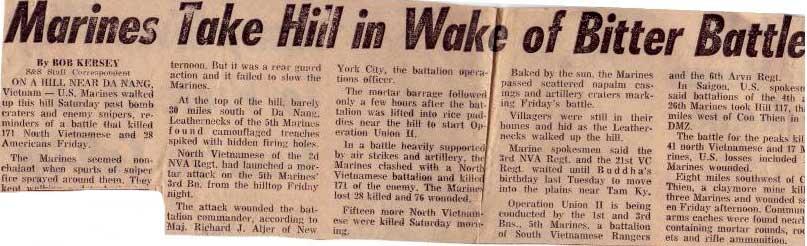 Marines Take Hill in Wake of Bitter Battle
By BOB KERSEY
S&S Staff Correspondent
ON A HILL NEAR DA NANG,
Vietnam — U.S. Marines walked
up this hill Saturday past bomb
craters and enemy snipers, re-
minders of a battle that killed
171 North Vietnamese and 28
Americans Friday.
The Marines seemed non-
chalant when spurts of sniper
fire sprayed around them. They
kept walking
ternoon. But it was a rear guard
action and it failed to slow the
Marines.
At the top of the hill, barely
30 miles south of Da Nang,
Leathernecks of the 5th Marines
found camouflaged trenches
spiked with hidden firing holes.
North Vietnamese of the 3d
NVA Regt. had launched a mor-
tar attack on the 5th Marines'
3rd Bn. from the hilltop Friday
night.
The attack wounded the bat-
talion commander, according to
Maj. Richard J. Aljer of New
York City, the battalion opera-
tions officer.
The mortar barrage followed
only a few hours after the bat-
talion was lifted into rice pad-
dies near the hill to start Op-
eration Union II.
In a battle heavily supported
by air strikes and artillery, the
Marines clashed with a North
Vietnamese battalion and killed
171 of the enemy. The Marines
lost 28 killed and 76 wounded.
Fifteen more North Vietnam-
ese were killed Saturday morn-
ing.
Baked by the sun, the Marines
passed scattered napalm cas-
ings and artillery craters mark-
ing Friday's battle.
Villagers were still in their
homes and hid as the Leather-
necks walked up the hill.
Marine spokesmen said the
3rd NVA Regt. and the 21st VC
Regt. waited until Buddha's
birthday last Tuesday to move
into the plains near Tam Ky.
Operation Union II is being
conducted by the 1st and 3rd
Bns., 5th Marines, a battalion
of South Vietnamese Rangers
and the 6th Arvn Regt.
In Saigon, U.S. spokesm
said battalions of the 4th a
26th Marines took Hill 117, th
miles west of Con Thien in t
DMZ.
The battle for the peaks kil
41 north Vietnamese and 17 M
rines, U.S. losses included
Marines wounded.
Eight miles southwest of C
Thien, a claymore mine kill
three Marines and wounded s
en Friday afternoon. Commun
arms caches were found nearl
containing mortar rounds, roc
ets and rifle ammunition.